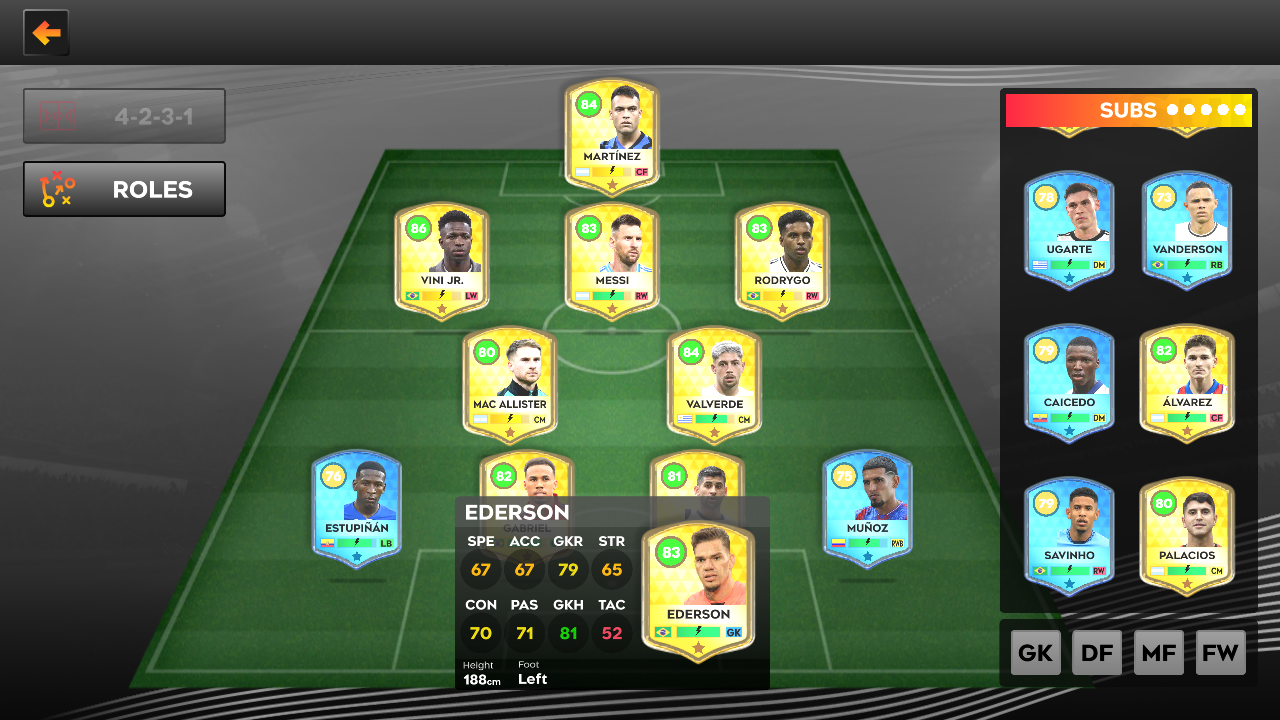 4-2-3-1
ROLES
84
MARTÍNEZ
CF
86
VINI JR.
LW
83
MESSI
RW
83
RODRYGO
RW
80
MAC ALLISTER
CM
84
VALVERDE
CM
76
ESTUPIÑÁN
LB
82
GABRIEL
81
75
MUÑOZ
RWB
EDERSON
SPE ACC GKR STR
67 67 79 65
CON PAS GKH TAC
70 71 81 52
Height Foot
188cm Left
83
EDERSON
GK
SUBS
78
UGARTE
DM
73
VANDERSON
RB
79
CAICEDO
DM
82
ÁLVAREZ
CF
79
SAVINHO
RW
80
PALACIOS
CM
GK DF MF FW